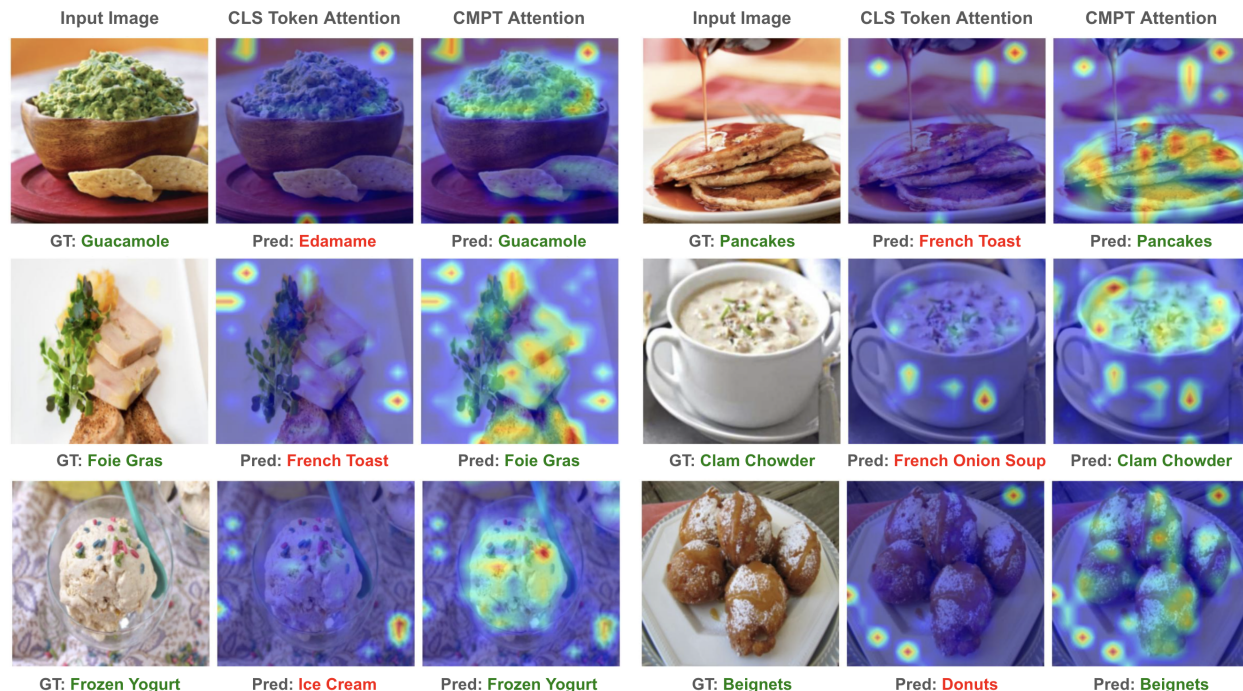 Input Image CLS Token Attention CMPT Attention Input Image CLS Token Attention CMPT Attention
GT: Guacamole Pred: Edamame Pred: Guacamole GT: Pancakes Pred: French Toast Pred: Pancakes
GT: Foie Gras Pred: French Toast Pred: Foie Gras GT: Clam Chowder Pred: French Onion Soup Pred: Clam Chowder
GT: Frozen Yogurt Pred: Ice Cream Pred: Frozen Yogurt GT: Beignets Pred: Donuts Pred: Beignets